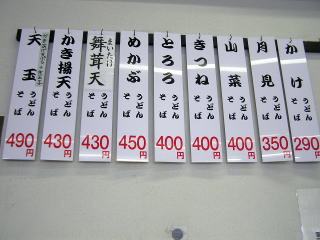 かけ うどん そば 290円
月見 うどん そば 350円
山菜 うどん そば 400円
きつね うどん そば 400円
とろろ うどん そば 400円
めかぶ うどん そば 450円
まいたけ
舞茸天 うどん そば 430円
かき揚天 うどん そば 430円
天玉 うどん そば 490円